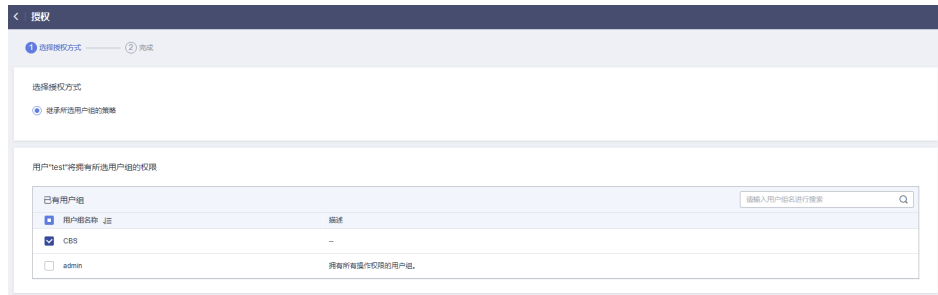 授权
1 选择授权方式 2 完成
选择授权方式
继承所选用户组的策略
用户"test"将拥有所选用户组的权限
已有用户组 请输入用户组名进行搜索
用户组名称 描述
CBS --
admin 拥有所有操作权限的用户组。